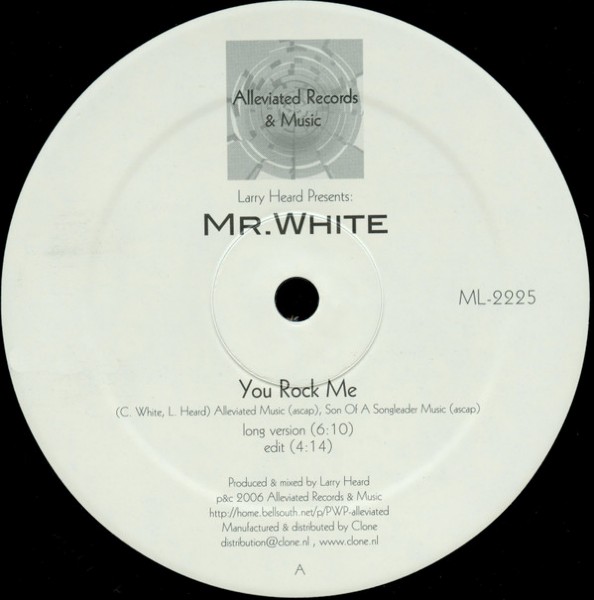 Alleviated Records
& Music
Larry Heard Presents:
MR. WHITE
ML-2225
You Rock Me
(C. White, L. Heard) Alleviated Music (ascap), Son Of A Songleader Music (ascap)
long version (6:10)
edit (4:14)
Produced & mixed by Larry Heard
p&c 2006 Alleviated Records & Music
http://home.bellsouth.net/p/PWP-alleviated
Manufactured & distributed by Clone
distribution@clone.nl , www.clone.nl
A